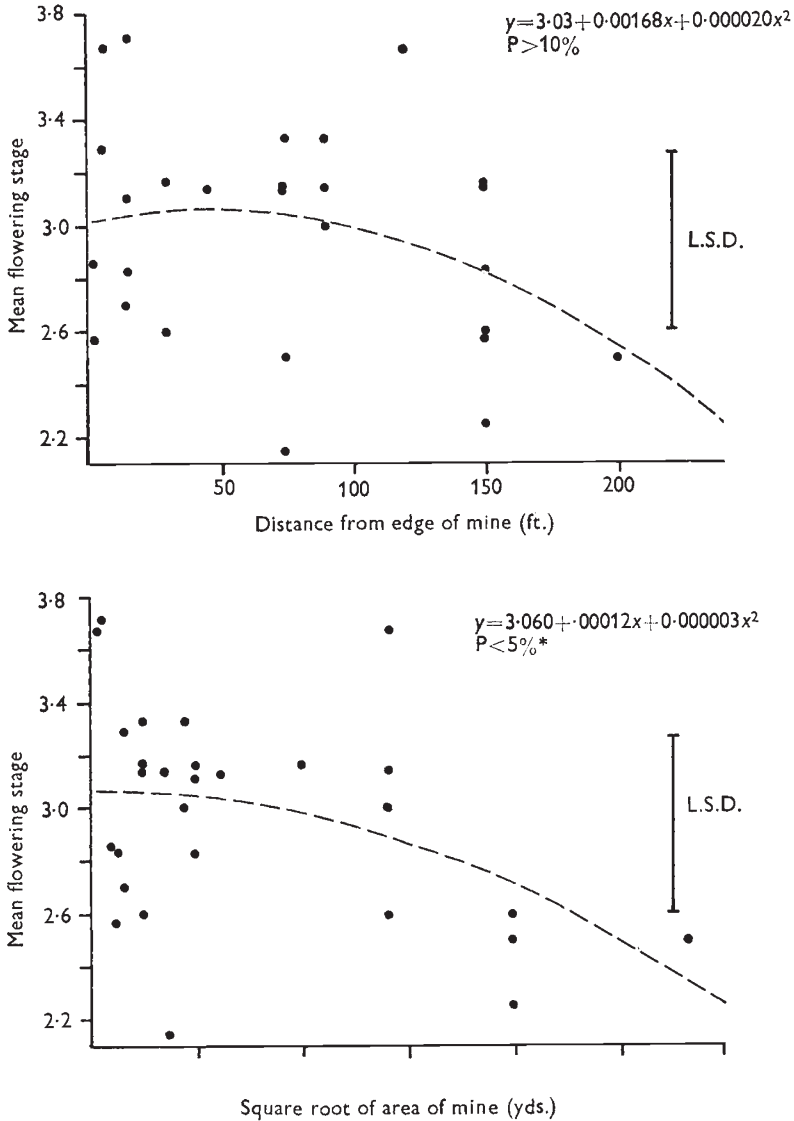 y=3·03+0·00168x+0·000020x²
P>10%
3·8
3·4
3·0
2·6
2·2
Mean flowering stage
L.S.D.
50
100
150
200
Distance from edge of mine (ft.)
y=3·060+·00012x+0·000003x²
P<5%*
3·8
3·4
3·0
2·6
2·2
Mean flowering stage
L.S.D.
Square root of area of mine (yds.)